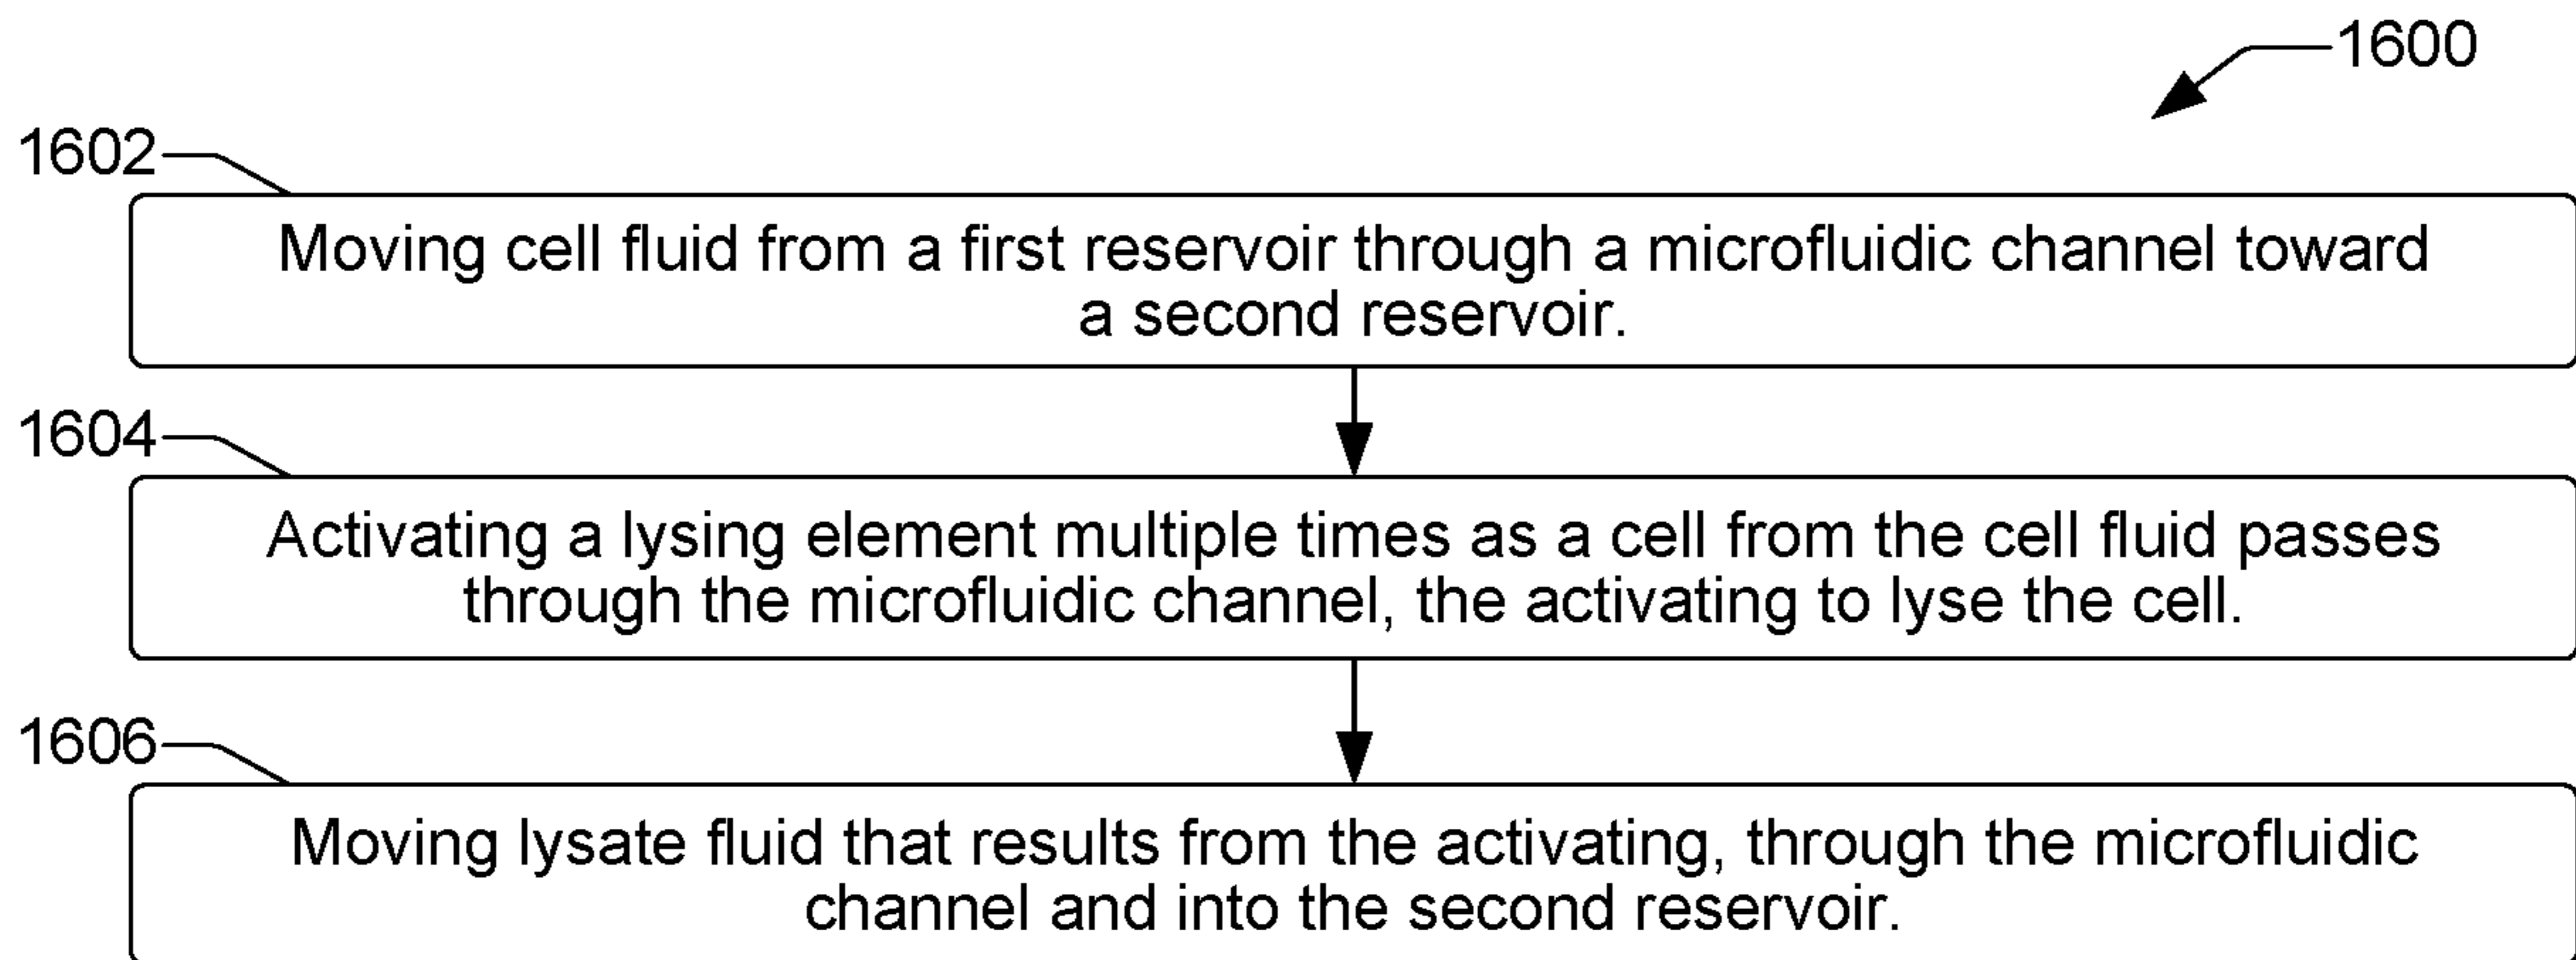 1600
1602
Moving cell fluid from a first reservoir through a microfluidic channel toward
a second reservoir.
1604
Activating a lysing element multiple times as a cell from the cell fluid passes
through the microfluidic channel, the activating to lyse the cell.
1606
Moving lysate fluid that results from the activating, through the microfluidic
channel and into the second reservoir.